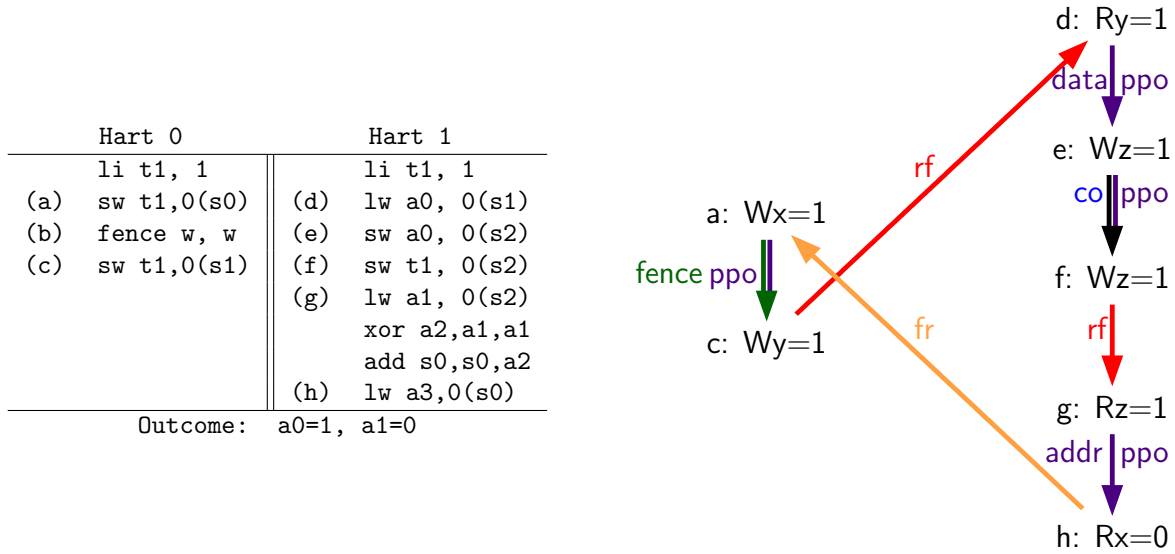 Hart 0 Hart 1
li t1, 1 li t1, 1
(a) sw t1,0(s0) (d) lw a0, 0(s1)
(b) fence w, w (e) sw a0, 0(s2)
(c) sw t1,0(s1) (f) sw t1, 0(s2)
(g) lw a1, 0(s2)
xor a2,a1,a1
add s0,s0,a2
(h) lw a3,0(s0)
Outcome: a0=1, a1=0
d: Ry=1
data ppo
e: Wz=1
rf
co ppo
a: Wx=1
f: Wz=1
fence ppo
fr
rf
c: Wy=1
g: Rz=1
addr ppo
h: Rx=0